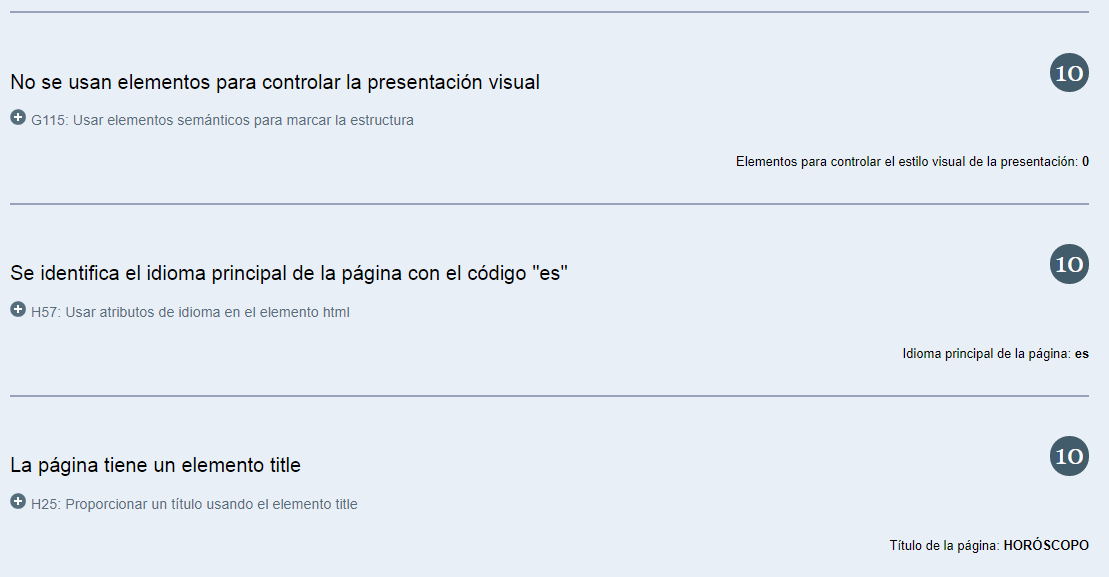 No se usan elementos para controlar la presentación visual
10
G115: Usar elementos semánticos para marcar la estructura
Elementos para controlar el estilo visual de la presentación: 0
Se identifica el idioma principal de la página con el código "es"
10
H57: Usar atributos de idioma en el elemento html
Idioma principal de la página: es
La página tiene un elemento title
10
H25: Proporcionar un título usando el elemento title
Título de la página: HORÓSCOPO